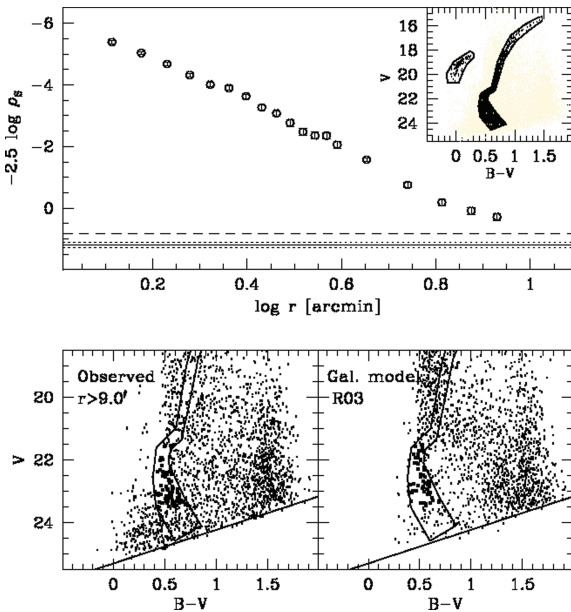 -6
-4
-2
0
-2.5 log ρs
0.2 0.4 0.6 0.8 1
log r [arcmin]
16
18
20
22
24
V
0 0.5 1 1.5
B-V
Observed
r>9.0'
Gal. model
R03
20
22
24
V
0 0.5 1 1.5
B-V
0 0.5 1 1.5
B-V